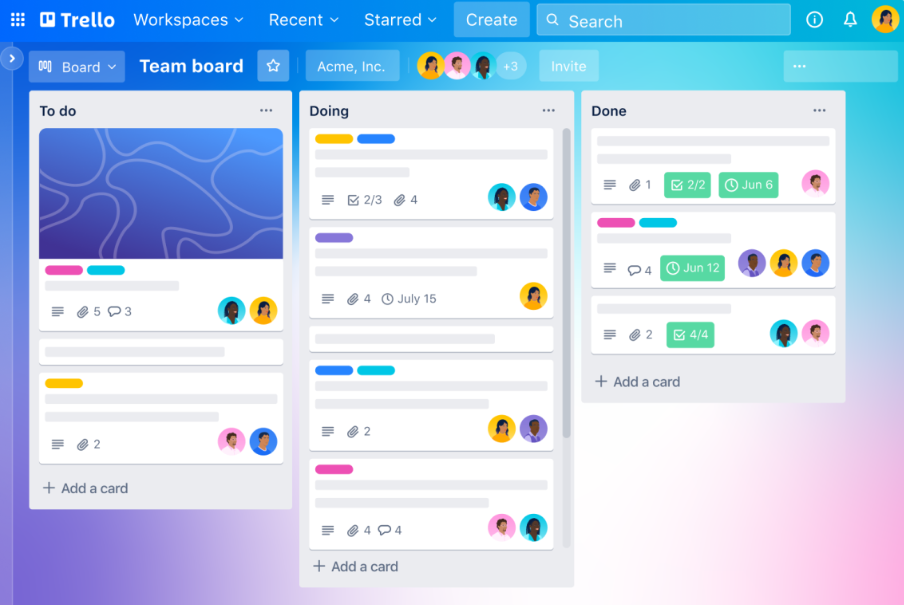 Trello Workspaces Recent Starred Create Search
Board Team board Acme, Inc. +3 Invite
To do
5 3
2
+ Add a card
Doing
2/3 4
4 July 15
2
4 4
+ Add a card
Done
1 2/2 Jun 6
4 Jun 12
2 4/4
+ Add a card